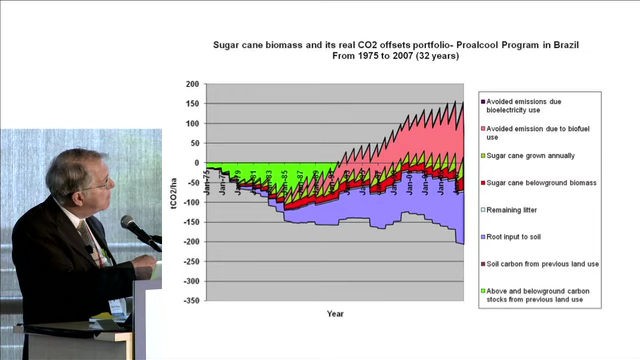 Sugar cane biomass and its real CO2 offsets portfolio- Proalcool Program in Brazil
From 1975 to 2007 (32 years)
200
150
100
50
0
-50
-100
-150
-200
-250
-300
-350
tCO2/ha
Jan-75
Year
Avoided emissions due
bioelectricity use
Avoided emission due to biofuel
use
Sugar cane grown annually
Sugar cane belowground biomass
Remaining litter
Root input to soil
Soil carbon from previous land use
Above and belowground carbon
stocks from previous land use